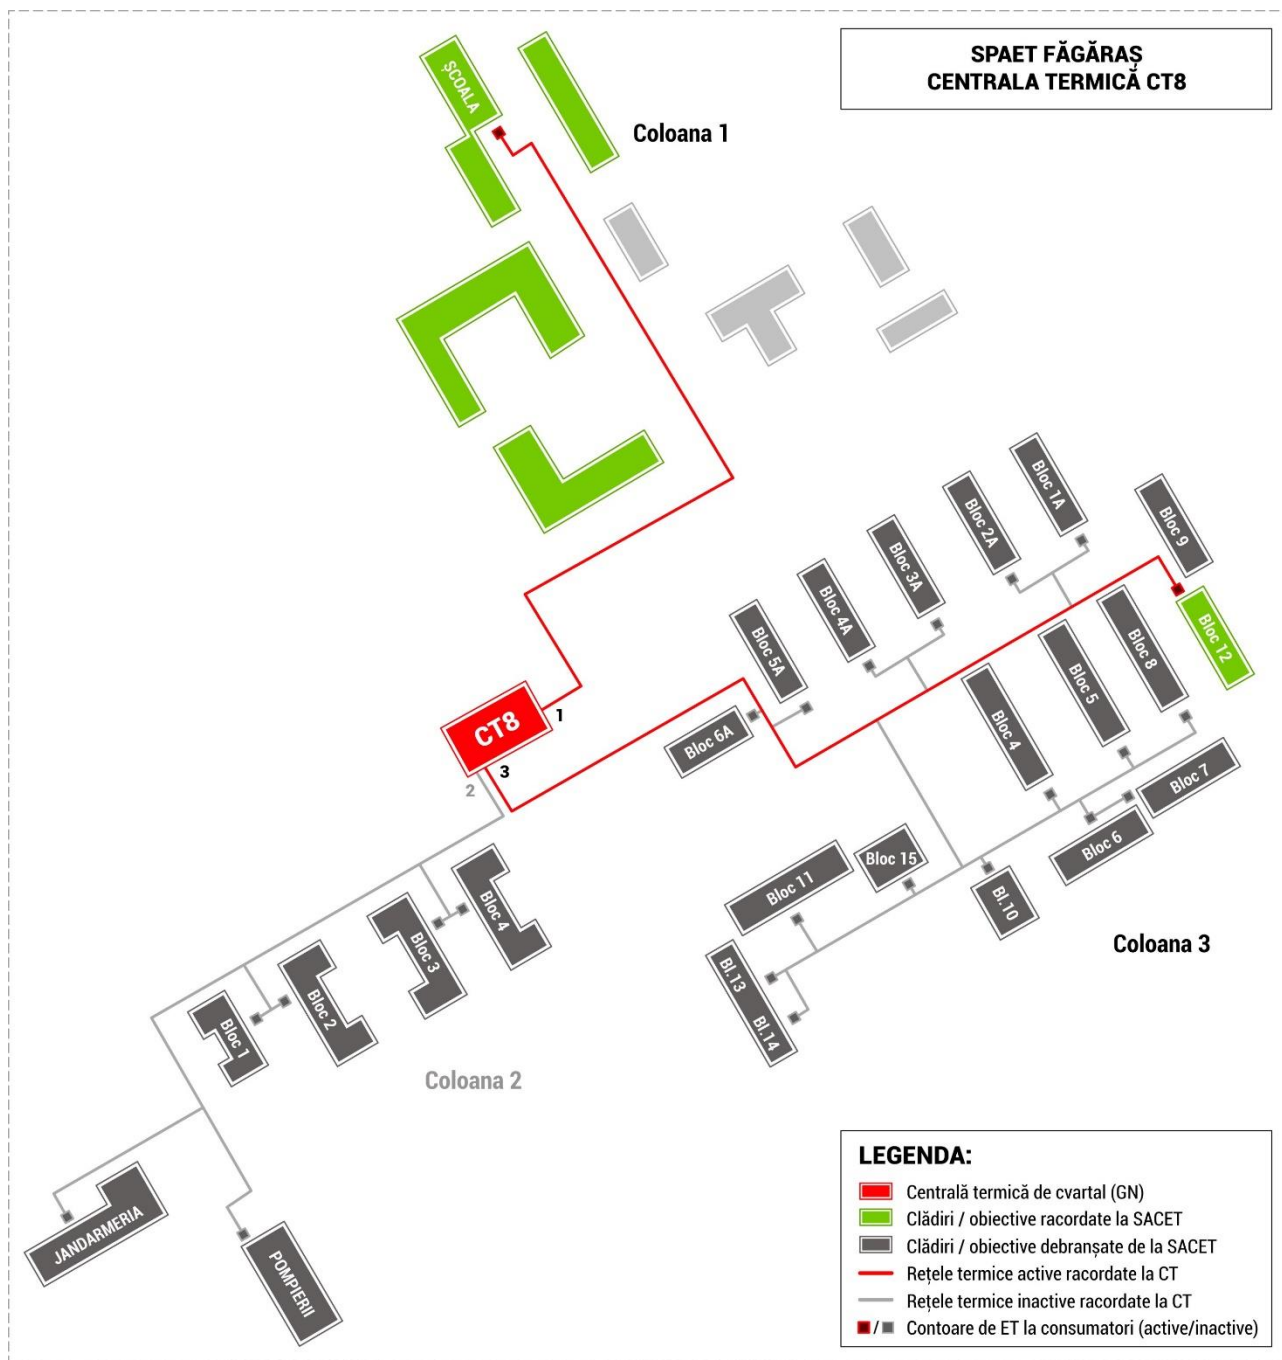 SPAET FĂGĂRAȘ
CENTRALA TERMICĂ CT8
ȘCOALA
Coloana 1
Bloc 1A
Bloc 2A
Bloc 9
Bloc 3A
Bloc 4A
Bloc 5A
Bloc 12
Bloc 8
Bloc 5
Bloc 4
Bloc 6A
CT8
1
3
2
Bloc 7
Bloc 6
Bloc 15
Bloc 11
Bl.10
Coloana 3
Bl.13
Bl.14
Bloc 4
Bloc 3
Bloc 2
Bloc 1
Coloana 2
JANDARMERIA
POMPIERII
LEGENDA:
Centrală termică de cvartal (GN)
Clădiri / obiective racordate la SACET
Clădiri / obiective debranșate de la SACET
Rețele termice active racordate la CT
Rețele termice inactive racordate la CT
/ Contoare de ET la consumatori (active/inactive)